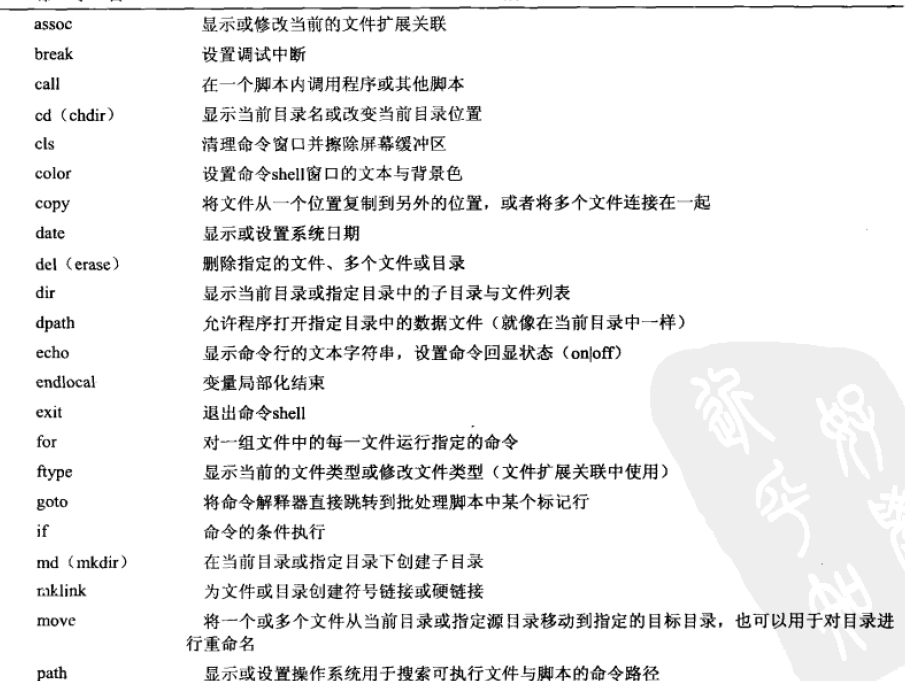 assoc 显示或修改当前的文件扩展关联
break 设置调试中断
call 在一个脚本内调用程序或其他脚本
cd（chdir） 显示当前目录名或改变当前目录位置
cls 清理命令窗口并擦除屏幕缓冲区
color 设置命令shell窗口的文本与背景色
copy 将文件从一个位置复制到另外的位置，或者将多个文件连接在一起
date 显示或设置系统日期
del（erase） 删除指定的文件、多个文件或目录
dir 显示当前目录或指定目录中的子目录与文件列表
dpath 允许程序打开指定目录中的数据文件（就像在当前目录中一样）
echo 显示命令行的文本字符串，设置命令回显状态（on|off）
endlocal 变量局部化结束
exit 退出命令shell
for 对一组文件中的每一文件运行指定的命令
ftype 显示当前的文件类型或修改文件类型（文件扩展关联中使用）
goto 将命令解释器直接跳转到批处理脚本中某个标记行
if 命令的条件执行
md（mkdir） 在当前目录或指定目录下创建子目录
mklink 为文件或目录创建符号链接或硬链接
move 将一个或多个文件从当前目录或指定源目录移动到指定的目标目录，也可以用于对目录进
行重命名
path 显示或设置操作系统用于搜索可执行文件与脚本的命令路径